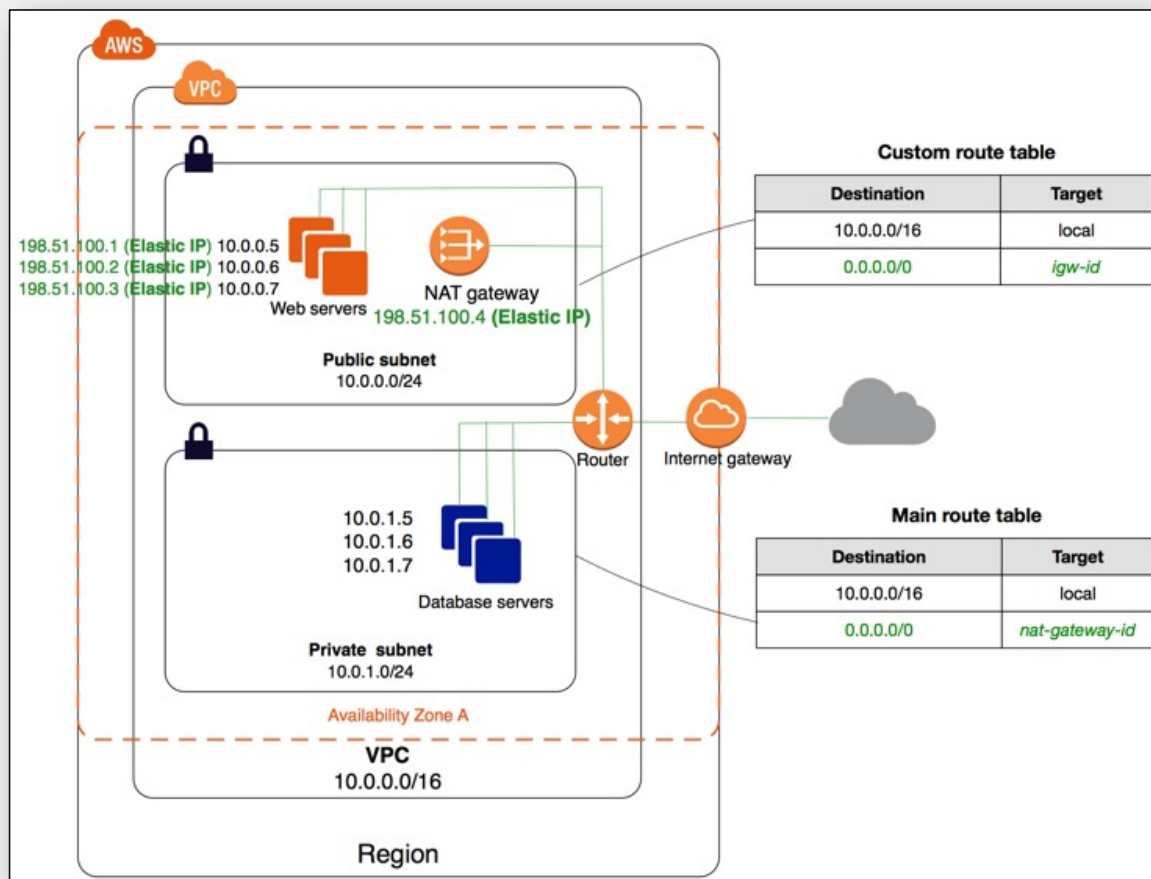 AWS
VPC
198.51.100.1 (Elastic IP) 10.0.0.5
198.51.100.2 (Elastic IP) 10.0.0.6
198.51.100.3 (Elastic IP) 10.0.0.7
Web servers
NAT gateway
198.51.100.4 (Elastic IP)
Public subnet
10.0.0.0/24
Custom route table
Destination Target
10.0.0.0/16 local
0.0.0.0/0 igw-id
Router
Internet gateway
10.0.1.5
10.0.1.6
10.0.1.7
Database servers
Private subnet
10.0.1.0/24
Main route table
Destination Target
10.0.0.0/16 local
0.0.0.0/0 nat-gateway-id
Availability Zone A
VPC
10.0.0.0/16
Region